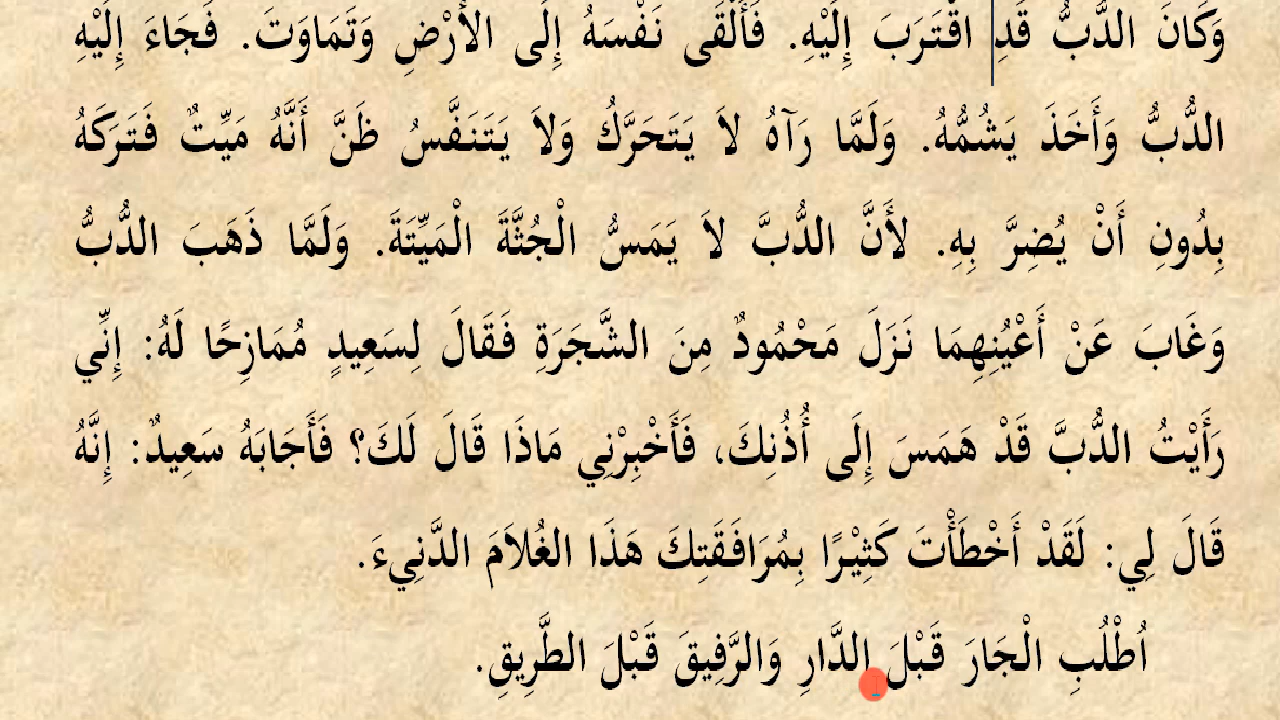 وَكَانَ الدُّبُّ قَدِ اقْتَرَبَ إِلَيْهِ. فَأَلْقَى نَفْسَهُ إِلَى الأَرْضِ وَتَمَاوَتَ. فَجَاءَ إِلَيْهِ
الدُّبُّ وَأَخَذَ يَشُمُّهُ. وَلَمَّا رَآهُ لاَ يَتَحَرَّكُ وَلاَ يَتَنَفَّسُ ظَنَّ أَنَّهُ مَيِّتٌ فَتَرَكَهُ
بِدُونِ أَنْ يُضِرَّ بِهِ. لأَنَّ الدُّبَّ لاَ يَمَسُّ الْجُثَّةَ الْمَيِّتَةَ. وَلَمَّا ذَهَبَ الدُّبُّ
وَغَابَ عَنْ أَعْيُنِهِمَا نَزَلَ مَحْمُودٌ مِنَ الشَّجَرَةِ فَقَالَ لِسَعِيدٍ مُمَازِحًا لَهُ: إِنِّي
رَأَيْتُ الدُّبَّ قَدْ هَمَسَ إِلَى أُذُنِكَ، فَأَخْبِرْنِي مَاذَا قَالَ لَكَ؟ فَأَجَابَهُ سَعِيدٌ: إِنَّهُ
قَالَ لِي: لَقَدْ أَخْطَأْتَ كَثِيْرًا بِمُرَافَقَتِكَ هَذَا الغُلاَمَ الدَّنِيءَ.
اُطْلُبِ الْجَارَ قَبْلَ الدَّارِ وَالرَّفِيقَ قَبْلَ الطَّرِيقِ.